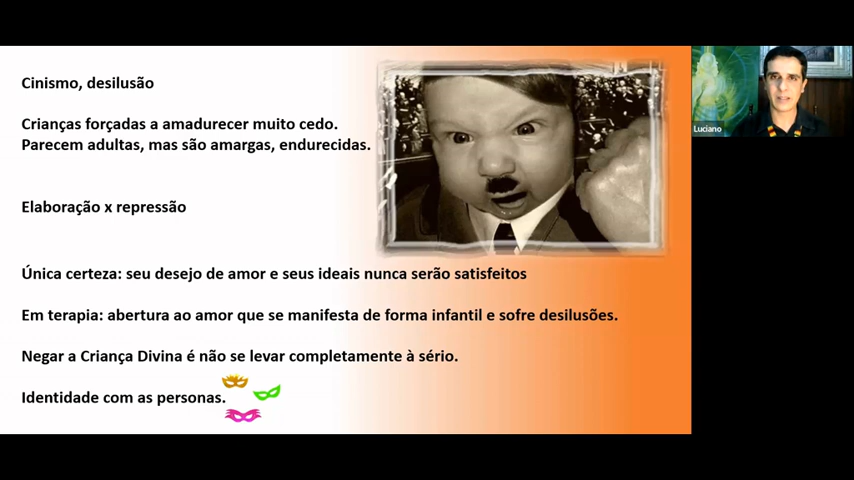 Cinismo, desilusão
Crianças forçadas a amadurecer muito cedo.
Parecem adultas, mas são amargas, endurecidas.
Elaboração x repressão
Única certeza: seu desejo de amor e seus ideais nunca serão satisfeitos
Em terapia: abertura ao amor que se manifesta de forma infantil e sofre desilusões.
Negar a Criança Divina é não se levar completamente à sério.
Identidade com as personas.
Luciano